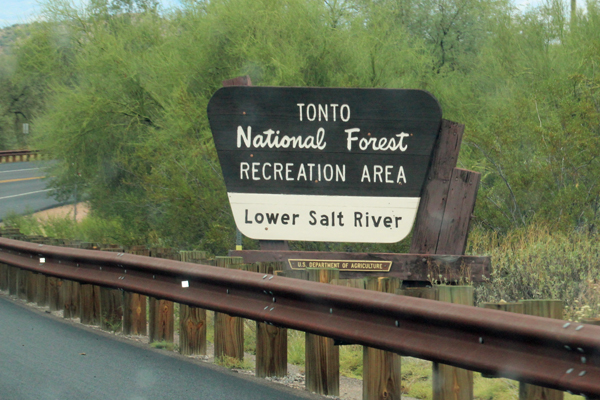 TONTO
National Forest
RECREATION AREA
Lower Salt River
U.S. DEPARTMENT OF AGRICULTURE